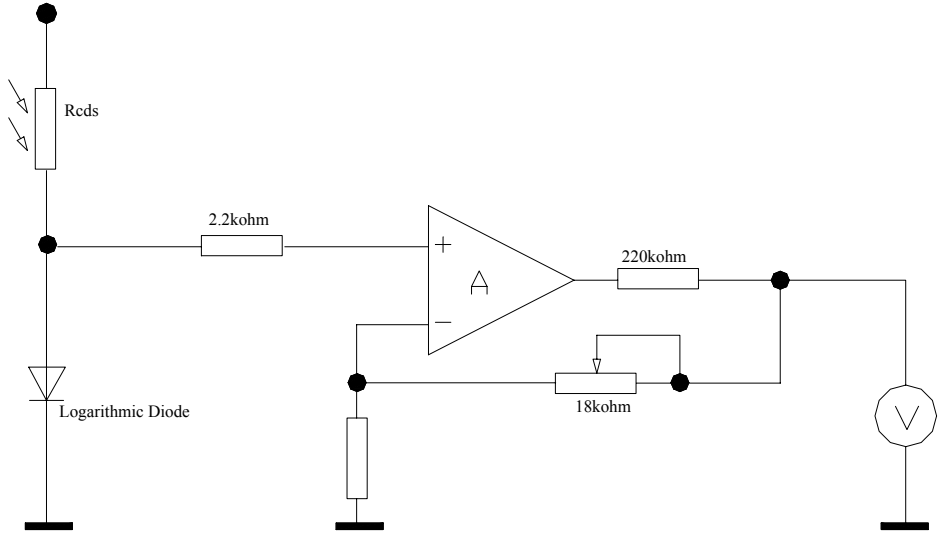 Rcds
2.2kohm
+
A
220kohm
−
18kohm
Logarithmic Diode
V